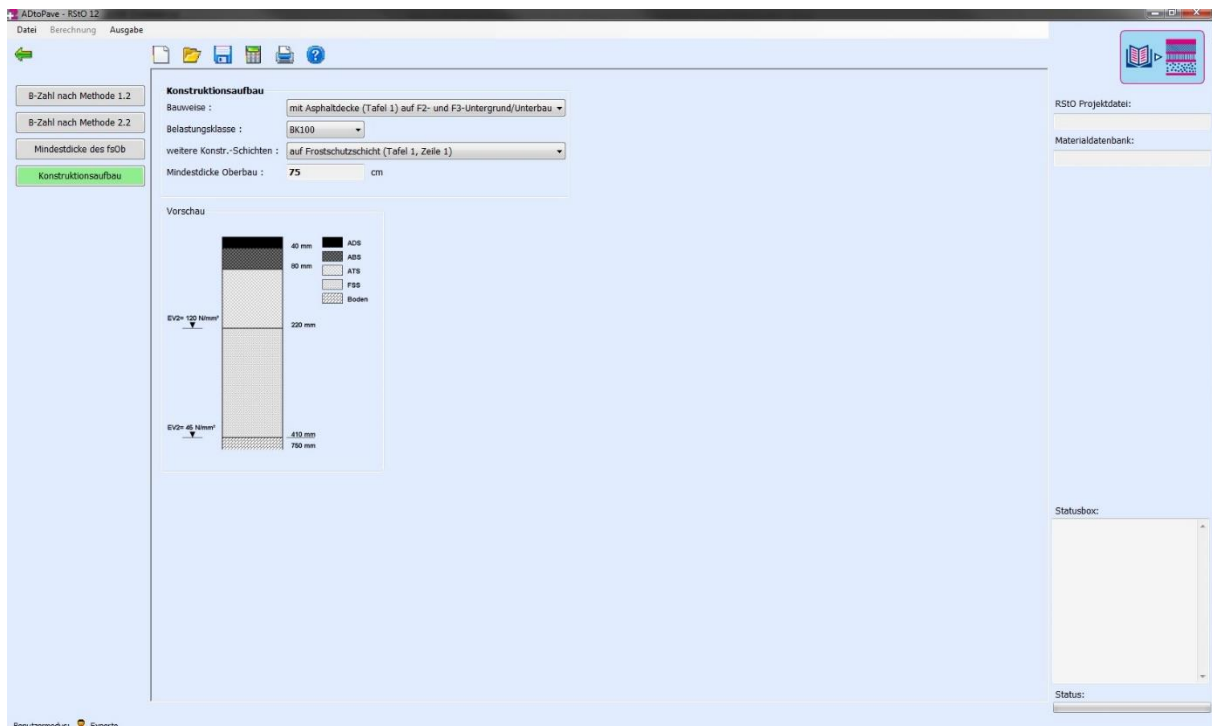 ADtoPave - RStO 12
Datei Berechnung Ausgabe
B-Zahl nach Methode 1.2
B-Zahl nach Methode 2.2
Mindestdicke des fsOb
Konstruktionsaufbau
Konstruktionsaufbau
Bauweise : mit Asphaltdecke (Tafel 1) auf F2- und F3-Untergrund/Unterbau
Belastungsklasse : BK100
weitere Konstr.-Schichten : auf Frostschutzschicht (Tafel 1, Zeile 1)
Mindestdicke Oberbau : 75 cm
Vorschau
40 mm ADS
ABS
80 mm
ATS
FSS
Boden
EV2= 120 N/mm²
220 mm
EV2= 45 N/mm²
410 mm
750 mm
RStO Projektdatei:
Materialdatenbank:
Statusbox:
Status:
Benutzermodus: Experte